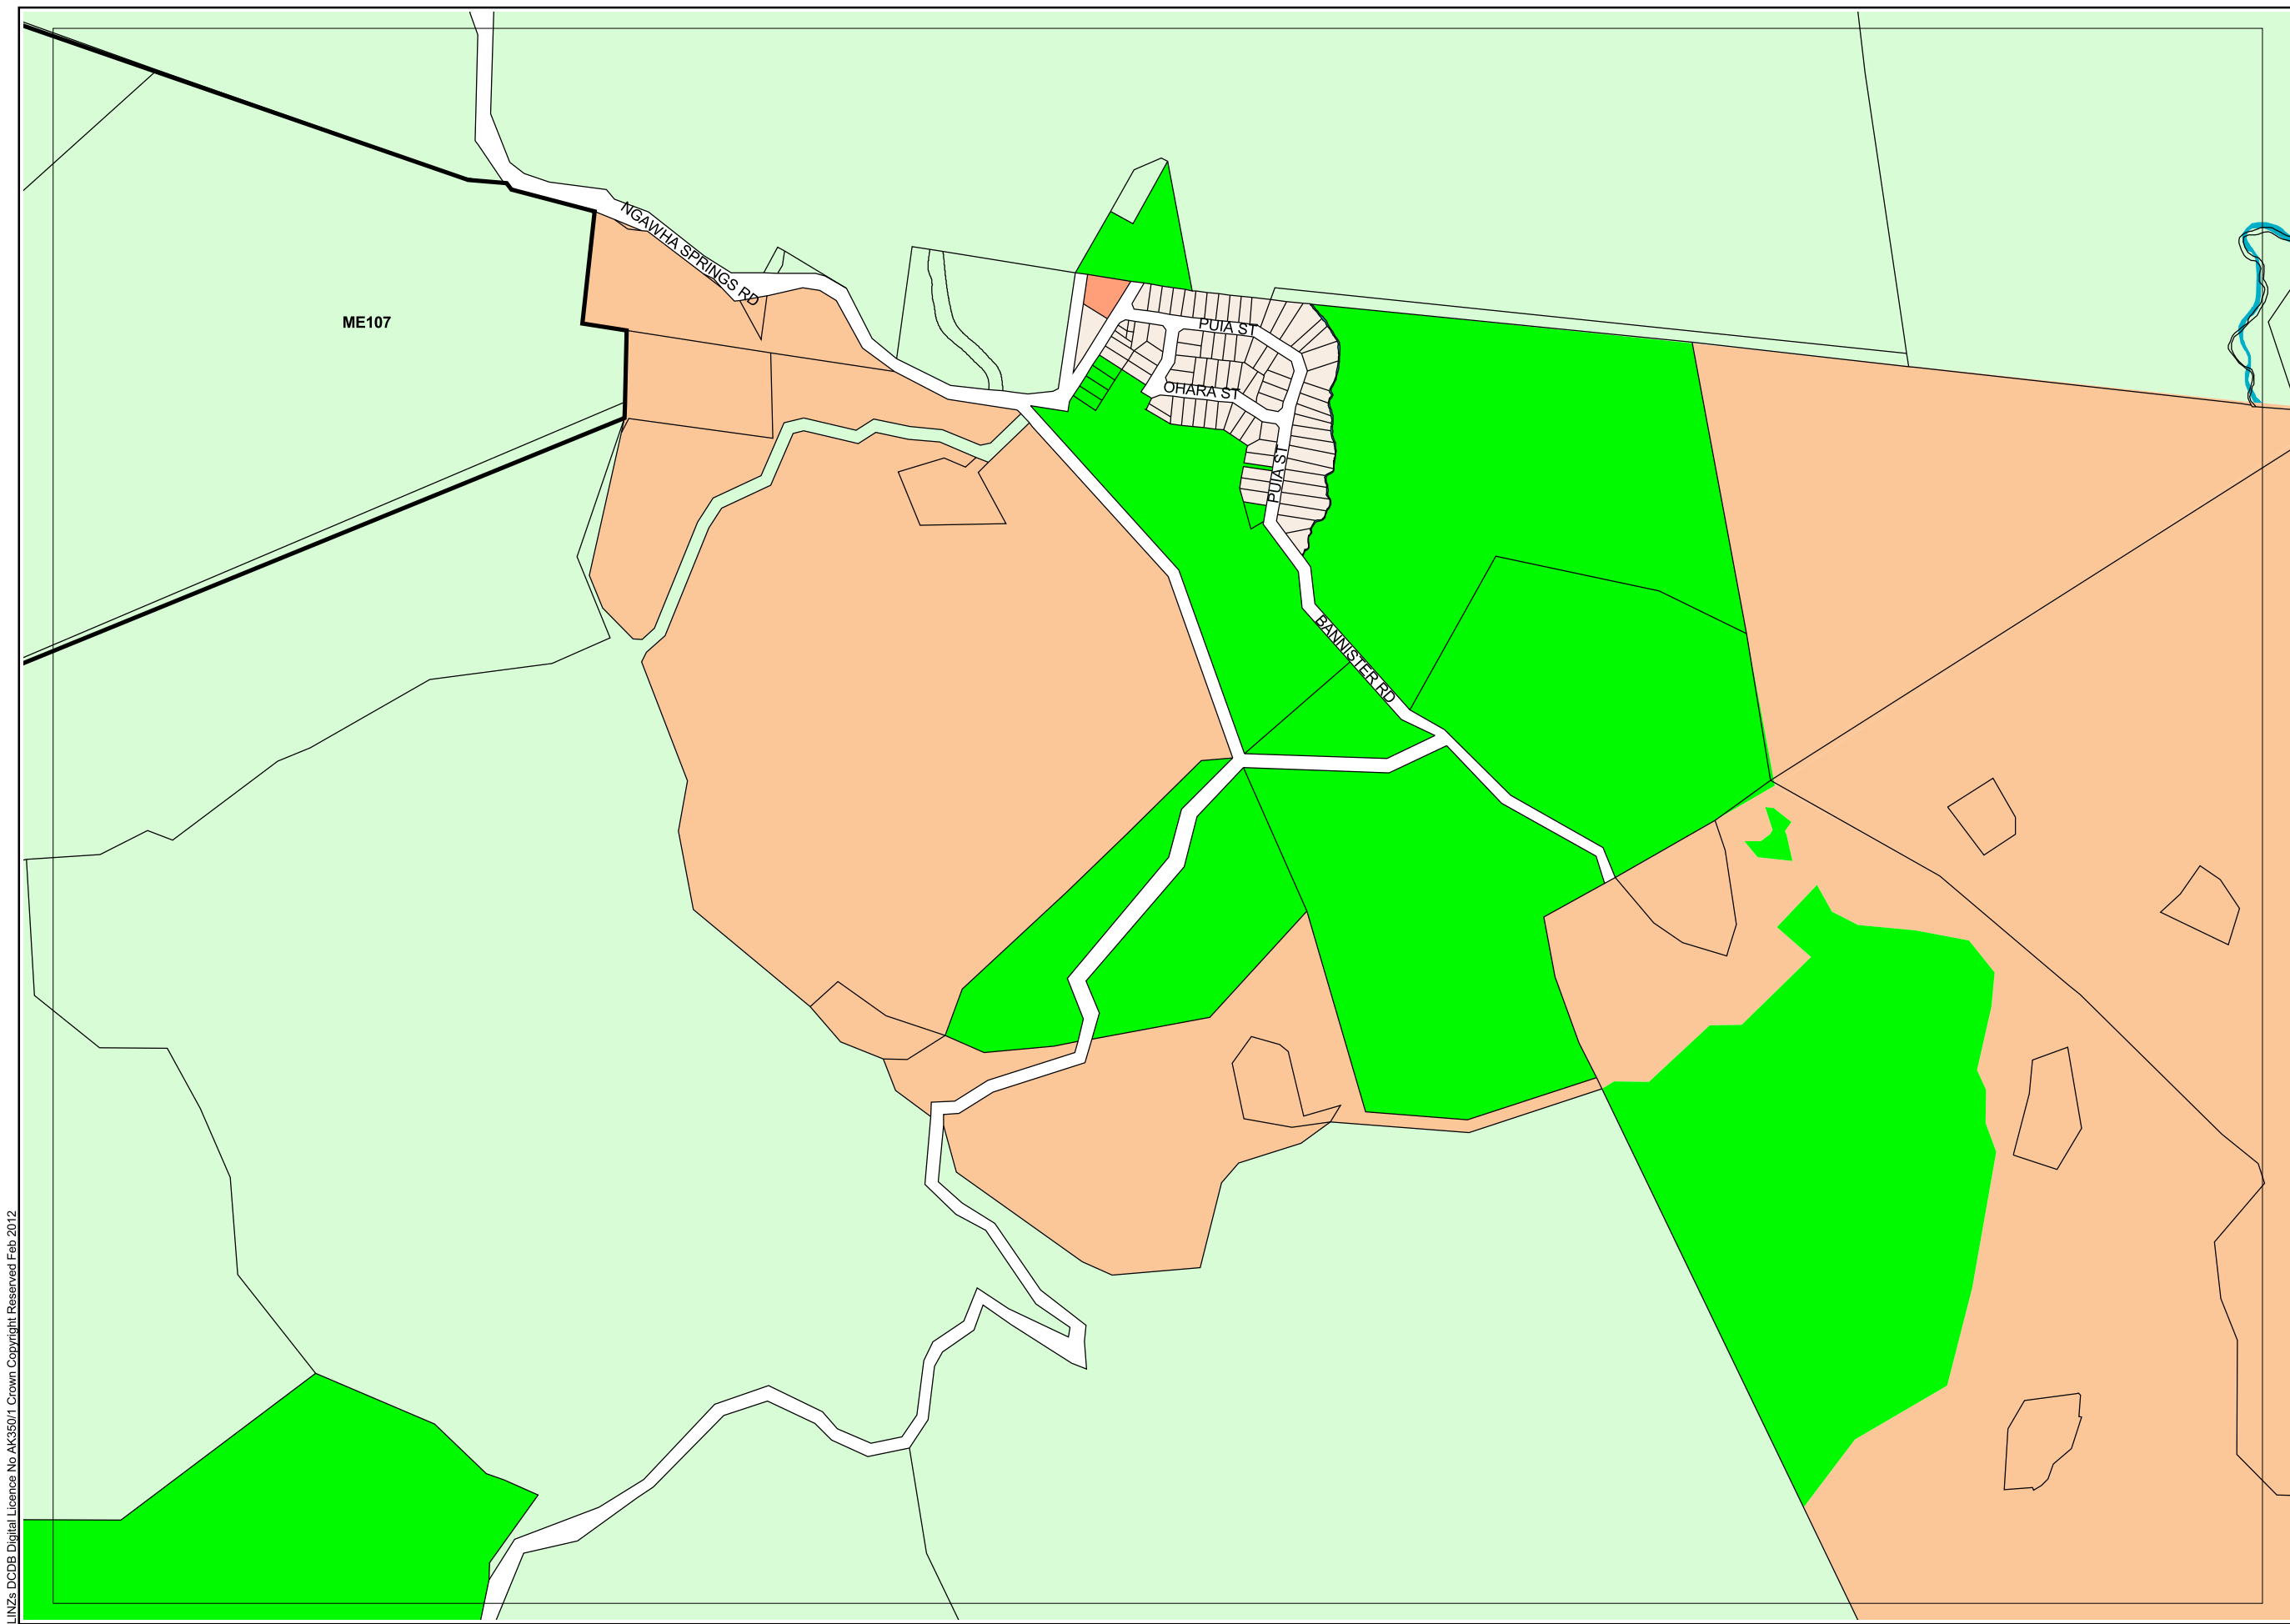 NGAWHA SPRINGS RD
ME107
PUIA ST
OHARA ST
PUIA ST
BANNISTER RD
LINZs DCDB Digital Licence No AK350/1 Crown Copyright Reserved Feb 2012